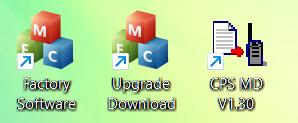 M
F C
M
F C
Factory Upgrade CPS MD
Software Download V1.30